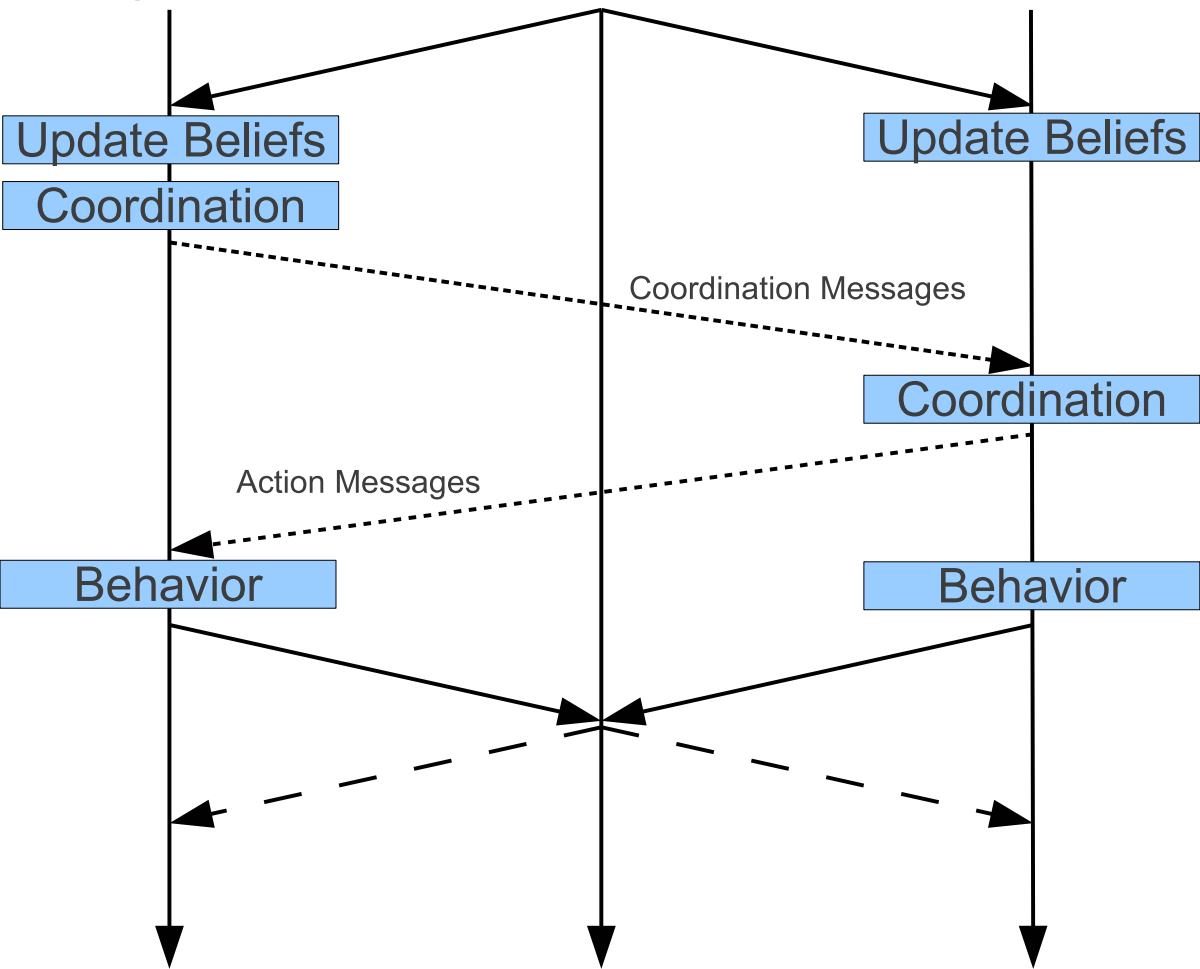 Update Beliefs
Update Beliefs
Coordination
Coordination Messages
Coordination
Action Messages
Behavior
Behavior